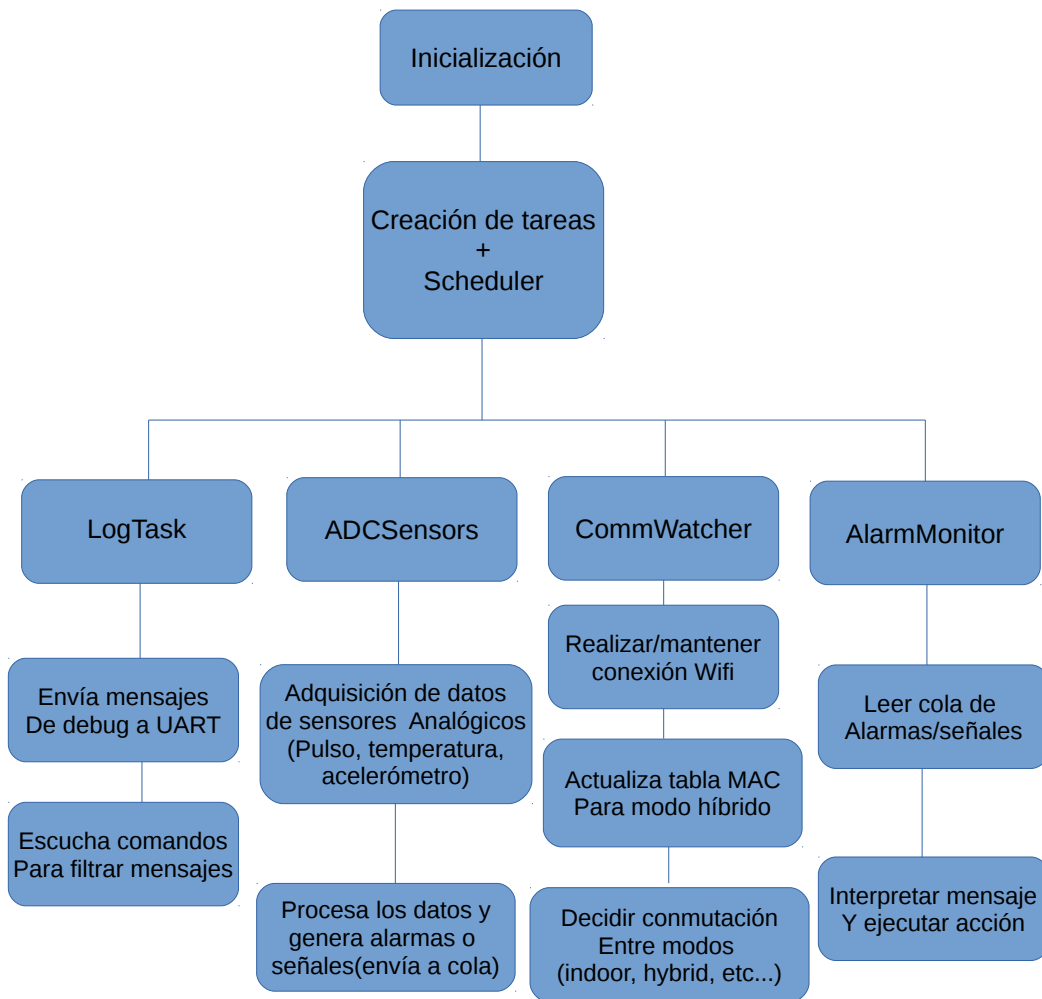 Inicialización
Creación de tareas
+
Scheduler
LogTask
ADCSensors
CommWatcher
AlarmMonitor
Envía mensajes
De debug a UART
Escucha comandos
Para filtrar mensajes
Adquisición de datos
de sensores Analógicos
(Pulso, temperatura,
acelerómetro)
Procesa los datos y
genera alarmas o
señales(envía a cola)
Realizar/mantener
conexión Wifi
Actualiza tabla MAC
Para modo híbrido
Decidir conmutación
Entre modos
(indoor, hybrid, etc...)
Leer cola de
Alarmas/señales
Interpretar mensaje
Y ejecutar acción